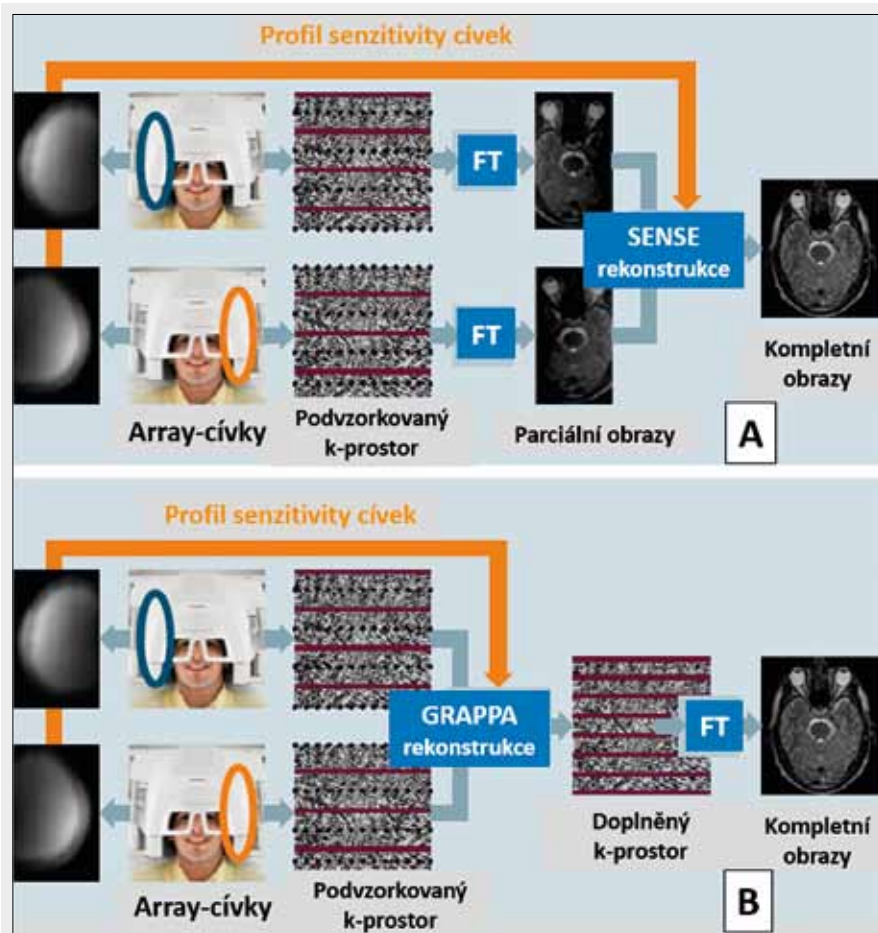 Profil senzitivity cívek
FT
SENSE
rekonstrukce
FT
Kompletní
obrazy
Array-cívky
Podvzorkovaný
k-prostor
Parciální obrazy
A
Profil senzitivity cívek
GRAPPA
rekonstrukce
FT
Doplněný
k-prostor
Kompletní
obrazy
Array-cívky
Podvzorkovaný
k-prostor
B